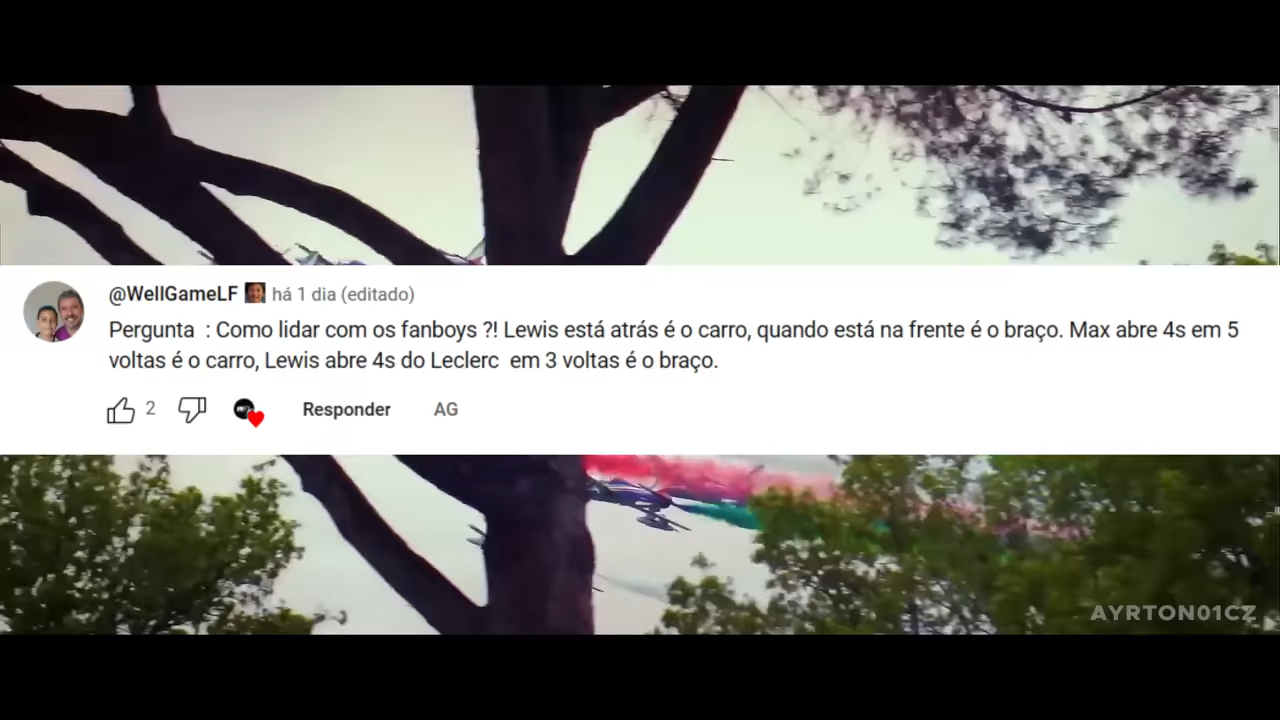 @WellGameLF há 1 dia (editado)
Pergunta : Como lidar com os fanboys ?! Lewis está atrás é o carro, quando está na frente é o braço. Max abre 4s em 5
voltas é o carro, Lewis abre 4s do Leclerc em 3 voltas é o braço.
2 Responder AG
AYRTON01CZ